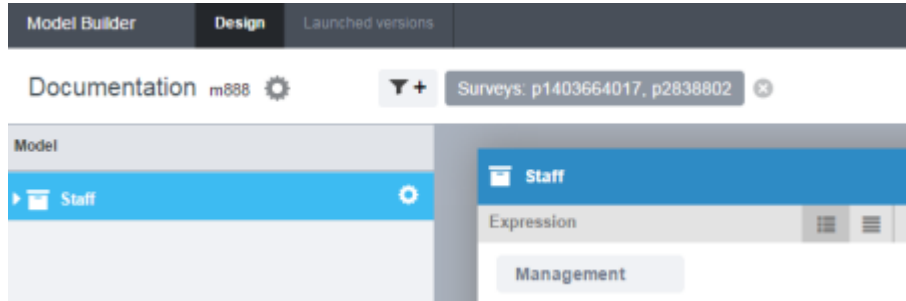 Model Builder Design Launched versions
Documentation m888 + Surveys: p1403664017, p2838802
Model
Staff
Staff
Expression
Management